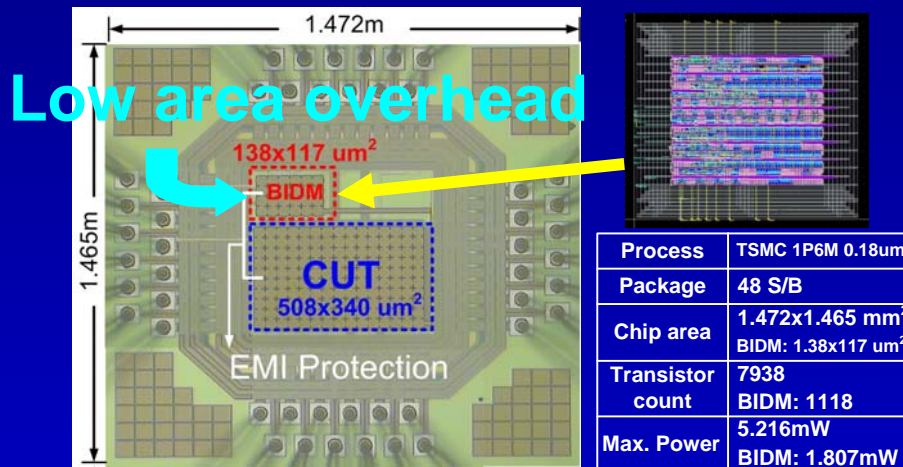 1.472m
Low area overhead
138x117 um²
BIDM
1.465m
CUT
508x340 um²
EMI Protection
Process TSMC 1P6M 0.18um
Package 48 S/B
Chip area 1.472x1.465 mm²
BIDM: 1.38x117 um²
Transistor count 7938
BIDM: 1118
Max. Power 5.216mW
BIDM: 1.807mW